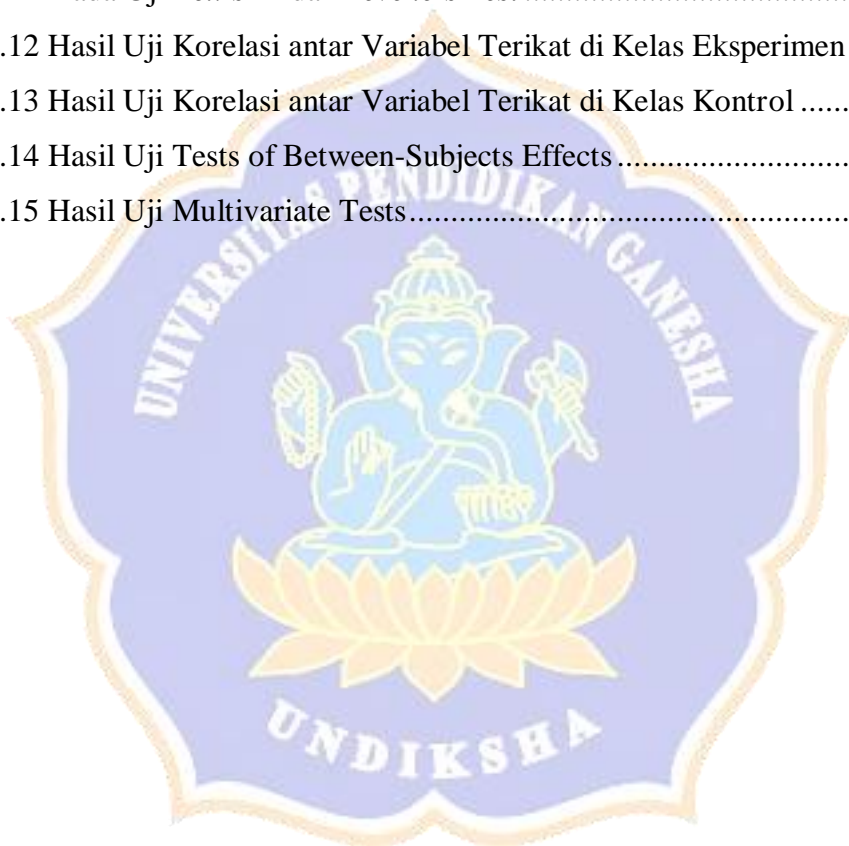 .12 Hasil Uji Korelasi antar Variabel Terikat di Kelas Eksperimen
.13 Hasil Uji Korelasi antar Variabel Terikat di Kelas Kontrol ......
.14 Hasil Uji Tests of Between-Subjects Effects ............................
.15 Hasil Uji Multivariate Tests.....................................................
UNIVERSITAS PENDIDIKAN GANESHA
UNDIKSHA